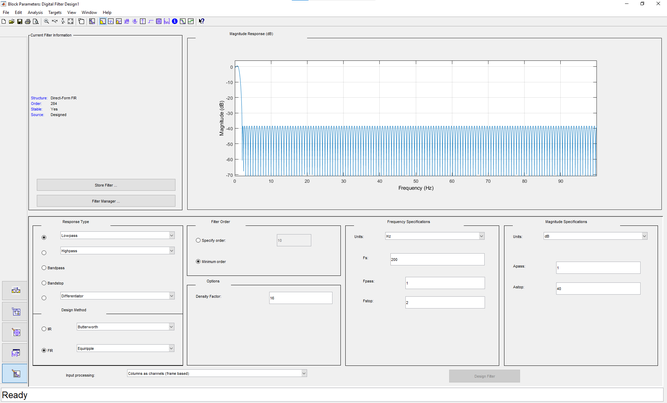 Block Parameters: Digital Filter Design1
File Edit Analysis Targets View Window Help
Current Filter Information
Structure: Direct-Form FIR
Order: 284
Stable: Yes
Source: Designed
Store Filter ...
Filter Manager ...
Magnitude Response (dB)
Magnitude (dB)
0
-10
-20
-30
-40
-50
-60
-70
0 10 20 30 40 50 60 70 80 90
Frequency (Hz)
Response Type
Lowpass
Highpass
Bandpass
Bandstop
Differentiator
Design Method
IIR Butterworth
FIR Equiripple
Filter Order
Specify order: 10
Minimum order
Options
Density Factor: 16
Frequency Specifications
Units: Hz
Fs: 200
Fpass: 1
Fstop: 2
Magnitude Specifications
Units: dB
Apass: 1
Astop: 40
Input processing: Columns as channels (frame based)
Design Filter
Ready